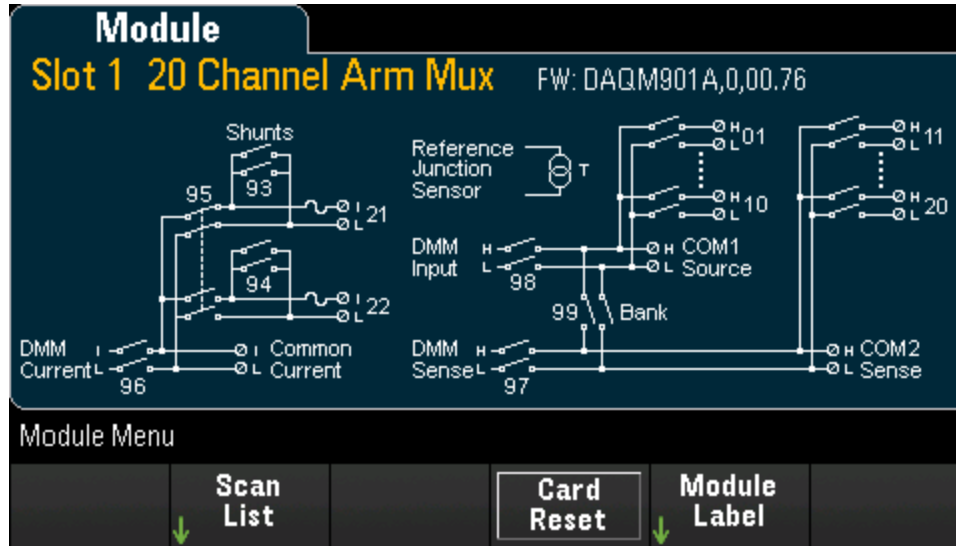 Module
Slot 1 20 Channel Arm Mux FW: DAQM901A,0,00.76
Shunts
93
95
I 21
L
94
I 22
L
DMM I
Current L
96
I Common
L Current
Reference
Junction
Sensor
T
H 01
L
H 10
L
H 11
L
H 20
L
DMM H
Input L
98
H COM1
L Source
99 Bank
DMM H
Sense L
97
H COM2
L Sense
Module Menu
Scan
List
Card
Reset
Module
Label